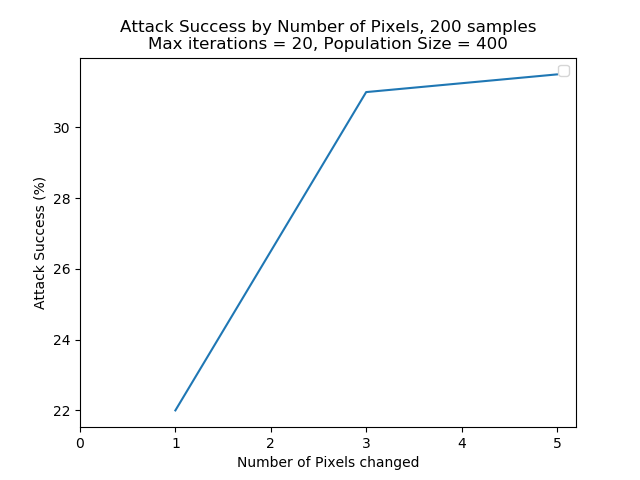 Attack Success by Number of Pixels, 200 samples
Max iterations = 20, Population Size = 400
Attack Success (%)
30
28
26
24
22
0 1 2 3 4 5
Number of Pixels changed